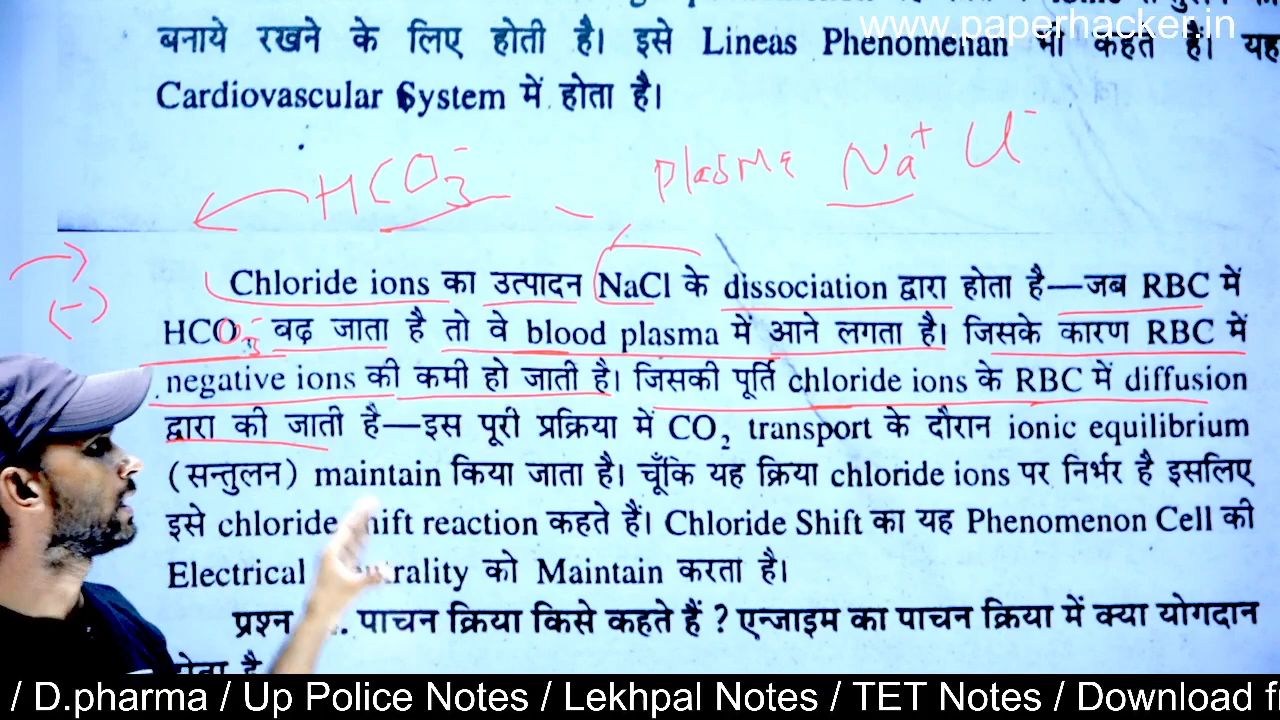 www.paperhacker.in
बनाये रखने के लिए होती है। इसे Lineas Phenomenan भी कहते हैं। यह
Cardiovascular System में होता है।
HCO3- Plasma Na+ Cl-
Chloride ions का उत्पादन NaCl के dissociation द्वारा होता है—जब RBC में
(-)
HCO3- बढ़ जाता है तो वे blood plasma में आने लगता है। जिसके कारण RBC में
negative ions की कमी हो जाती है। जिसकी पूर्ति chloride ions के RBC में diffusion
द्वारा की जाती है—इस पूरी प्रक्रिया में CO₂ transport के दौरान ionic equilibrium
(सन्तुलन) maintain किया जाता है। चूँकि यह क्रिया chloride ions पर निर्भर है इसलिए
इसे chloride hift reaction कहते हैं। Chloride Shift का यह Phenomenon Cell की
Electrical trality को Maintain करता है।
प्रश्न . पाचन क्रिया किसे कहते हैं ? एन्जाइम का पाचन क्रिया में क्या योगदान
होता है
/ D.pharma / Up Police Notes / Lekhpal Notes / TET Notes / Download f